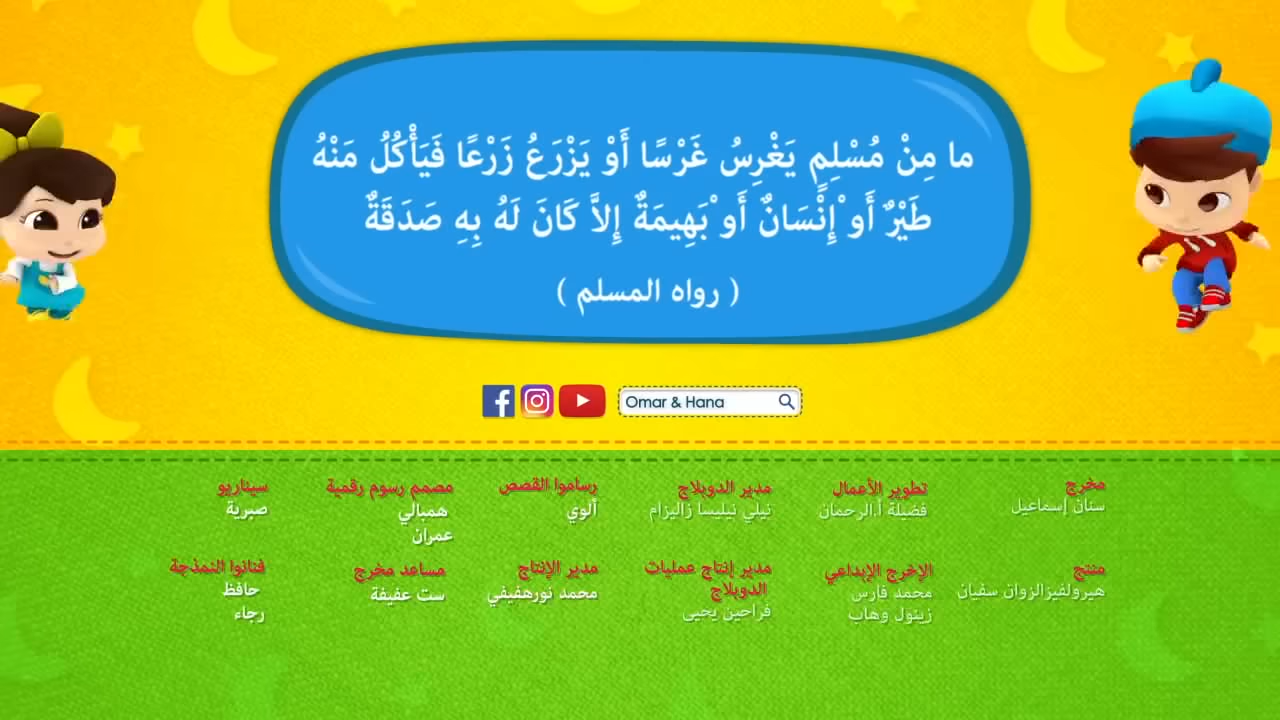 ما مِنْ مُسْلِمٍ يَغْرِسُ غَرْسًا أَوْ يَزْرَعُ زَرْعًا فَيَأْكُلُ مَنْهُ
طَيْرٌ أَوْ إِنْسَانٌ أَوْ بَهِيمَةٌ إِلاَّ كَانَ لَهُ بِهِ صَدَقَةٌ
( رواه المسلم )
Omar & Hana
مخرج
سنان إسماعيل
تطوير الأعمال
فضيلة أ.الرحمان
مدير الدوبلاج
نيلي نيليسا زاليزام
رساموا القصص
ألوي
مصمم رسوم رقمية
همبالي
عمران
سيناريو
صبرية
منتج
هيرولفيزالزوان سفيان
الإخرج الإبداعي
محمد فارس
زيتول وهاب
مدير إنتاج عمليات
الدوبلاج
فراحين يحيى
مدير الإنتاج
محمد نورهفيفي
مساعد مخرج
ست عفيفة
فنانوا النمذجة
حافظ
رجاء